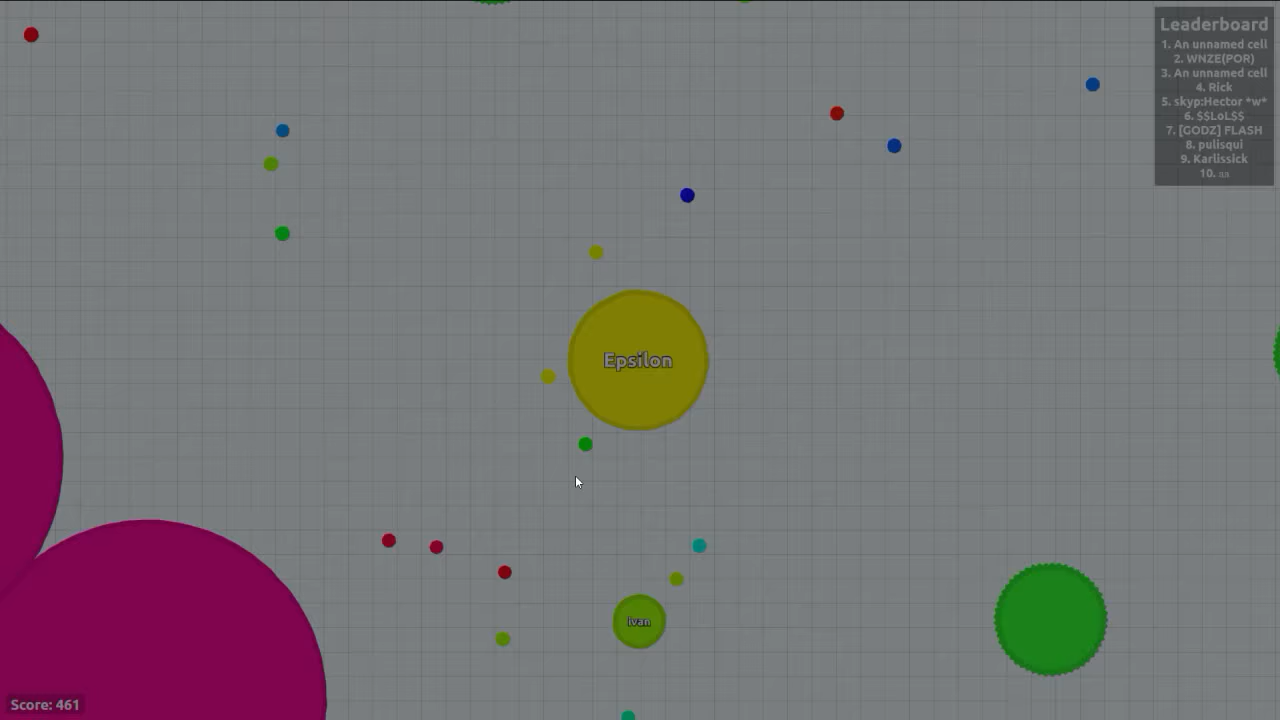 Leaderboard
1. An unnamed cell
2. WNZE(POR)
3. An unnamed cell
4. Rick
5. skyp:Hector *w*
6. $$LoL$$
7. [GODZ] FLASH
8. pulisqui
9. Karlissick
10. ₐₐ
Epsilon
Ivan
Score: 461